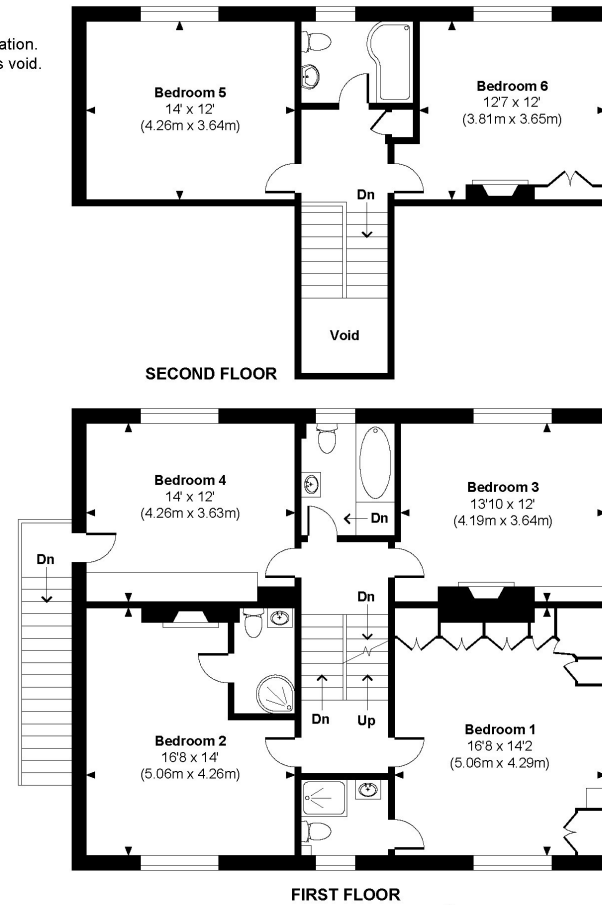 ation.
s void.
Bedroom 5
14' x 12'
(4.26m x 3.64m)
Bedroom 6
12'7 x 12'
(3.81m x 3.65m)
Dn
Void
SECOND FLOOR
Bedroom 4
14' x 12'
(4.26m x 3.63m)
Bedroom 3
13'10 x 12'
(4.19m x 3.64m)
Dn
Dn
Dn
Dn
Up
Bedroom 2
16'8 x 14'
(5.06m x 4.26m)
Bedroom 1
16'8 x 14'2
(5.06m x 4.29m)
FIRST FLOOR